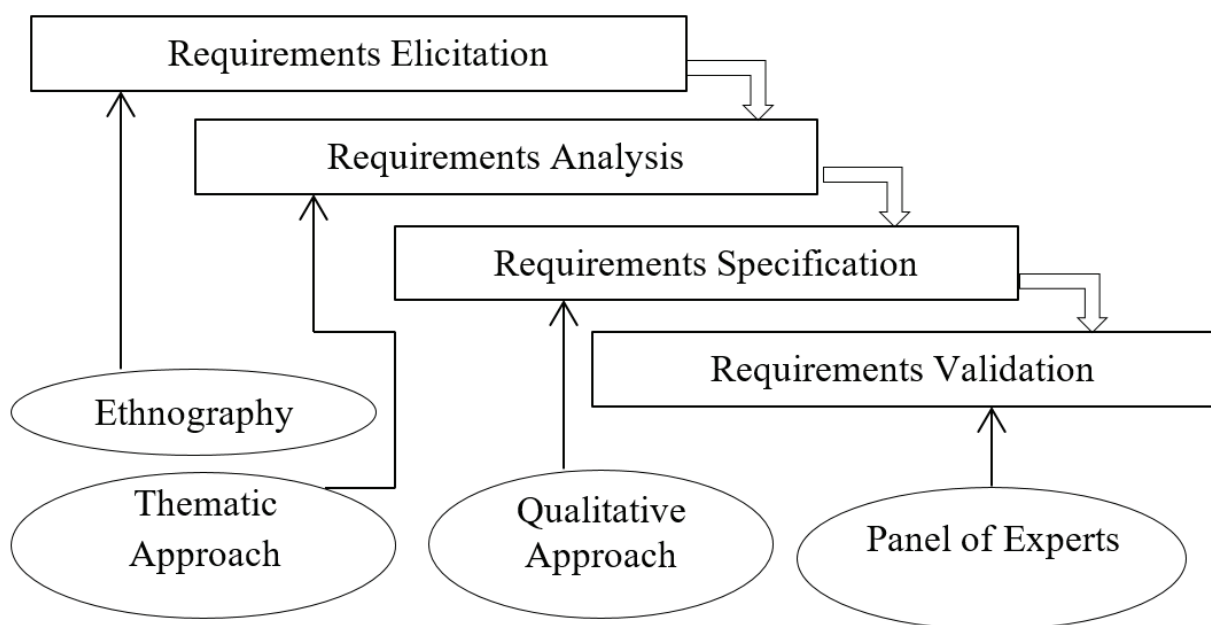 Requirements Elicitation
Requirements Analysis
Requirements Specification
Requirements Validation
Ethnography
Thematic
Approach
Qualitative
Approach
Panel of Experts